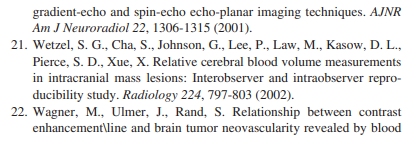 gradient-echo and spin-echo echo-planar imaging techniques. AJNR
Am J Neuroradiol 22, 1306-1315 (2001).
21. Wetzel, S. G., Cha, S., Johnson, G., Lee, P., Law, M., Kasow, D. L.,
Pierce, S. D., Xue, X. Relative cerebral blood volume measurements
in intracranial mass lesions: Interobserver and intraobserver repro-
ducibility study. Radiology 224, 797-803 (2002).
22. Wagner, M., Ulmer, J., Rand, S. Relationship between contrast
enhancement\line and brain tumor neovascularity revealed by blood